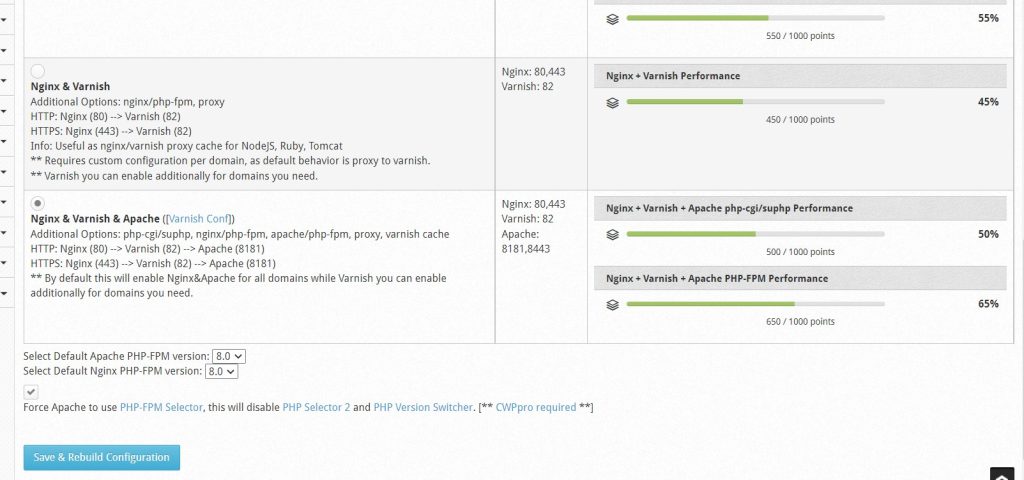 55%
550 / 1000 points
Nginx & Varnish
Additional Options: nginx/php-fpm, proxy
HTTP: Nginx (80) --> Varnish (82)
HTTPS: Nginx (443) --> Varnish (82)
Info: Useful as nginx/varnish proxy cache for NodeJS, Ruby, Tomcat
** Requires custom configuration per domain, as default behavior is proxy to varnish.
** Varnish you can enable additionally for domains you need.
Nginx: 80,443
Varnish: 82
Nginx + Varnish Performance
45%
450 / 1000 points
Nginx & Varnish & Apache ([Varnish Conf])
Additional Options: php-cgi/suphp, nginx/php-fpm, apache/php-fpm, proxy, varnish cache
HTTP: Nginx (80) --> Varnish (82) --> Apache (8181)
HTTPS: Nginx (443) --> Varnish (82) --> Apache (8181)
** By default this will enable Nginx&Apache for all domains while Varnish you can enable
additionally for domains you need.
Nginx: 80,443
Varnish: 82
Apache:
8181,8443
Nginx + Varnish + Apache php-cgi/suphp Performance
50%
500 / 1000 points
Nginx + Varnish + Apache PHP-FPM Performance
65%
650 / 1000 points
Select Default Apache PHP-FPM version: 8.0
Select Default Nginx PHP-FPM version: 8.0
Force Apache to use PHP-FPM Selector, this will disable PHP Selector 2 and PHP Version Switcher. [** CWPpro required **]
Save & Rebuild Configuration